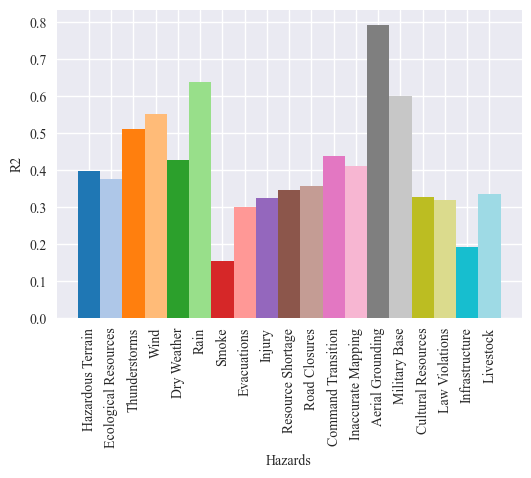 R2
0.8
0.7
0.6
0.5
0.4
0.3
0.2
0.1
0.0
Hazardous Terrain
Ecological Resources
Thunderstorms
Wind
Dry Weather
Rain
Smoke
Evacuations
Injury
Resource Shortage
Road Closures
Command Transition
Inaccurate Mapping
Aerial Grounding
Military Base
Cultural Resources
Law Violations
Infrastructure
Livestock
Hazards